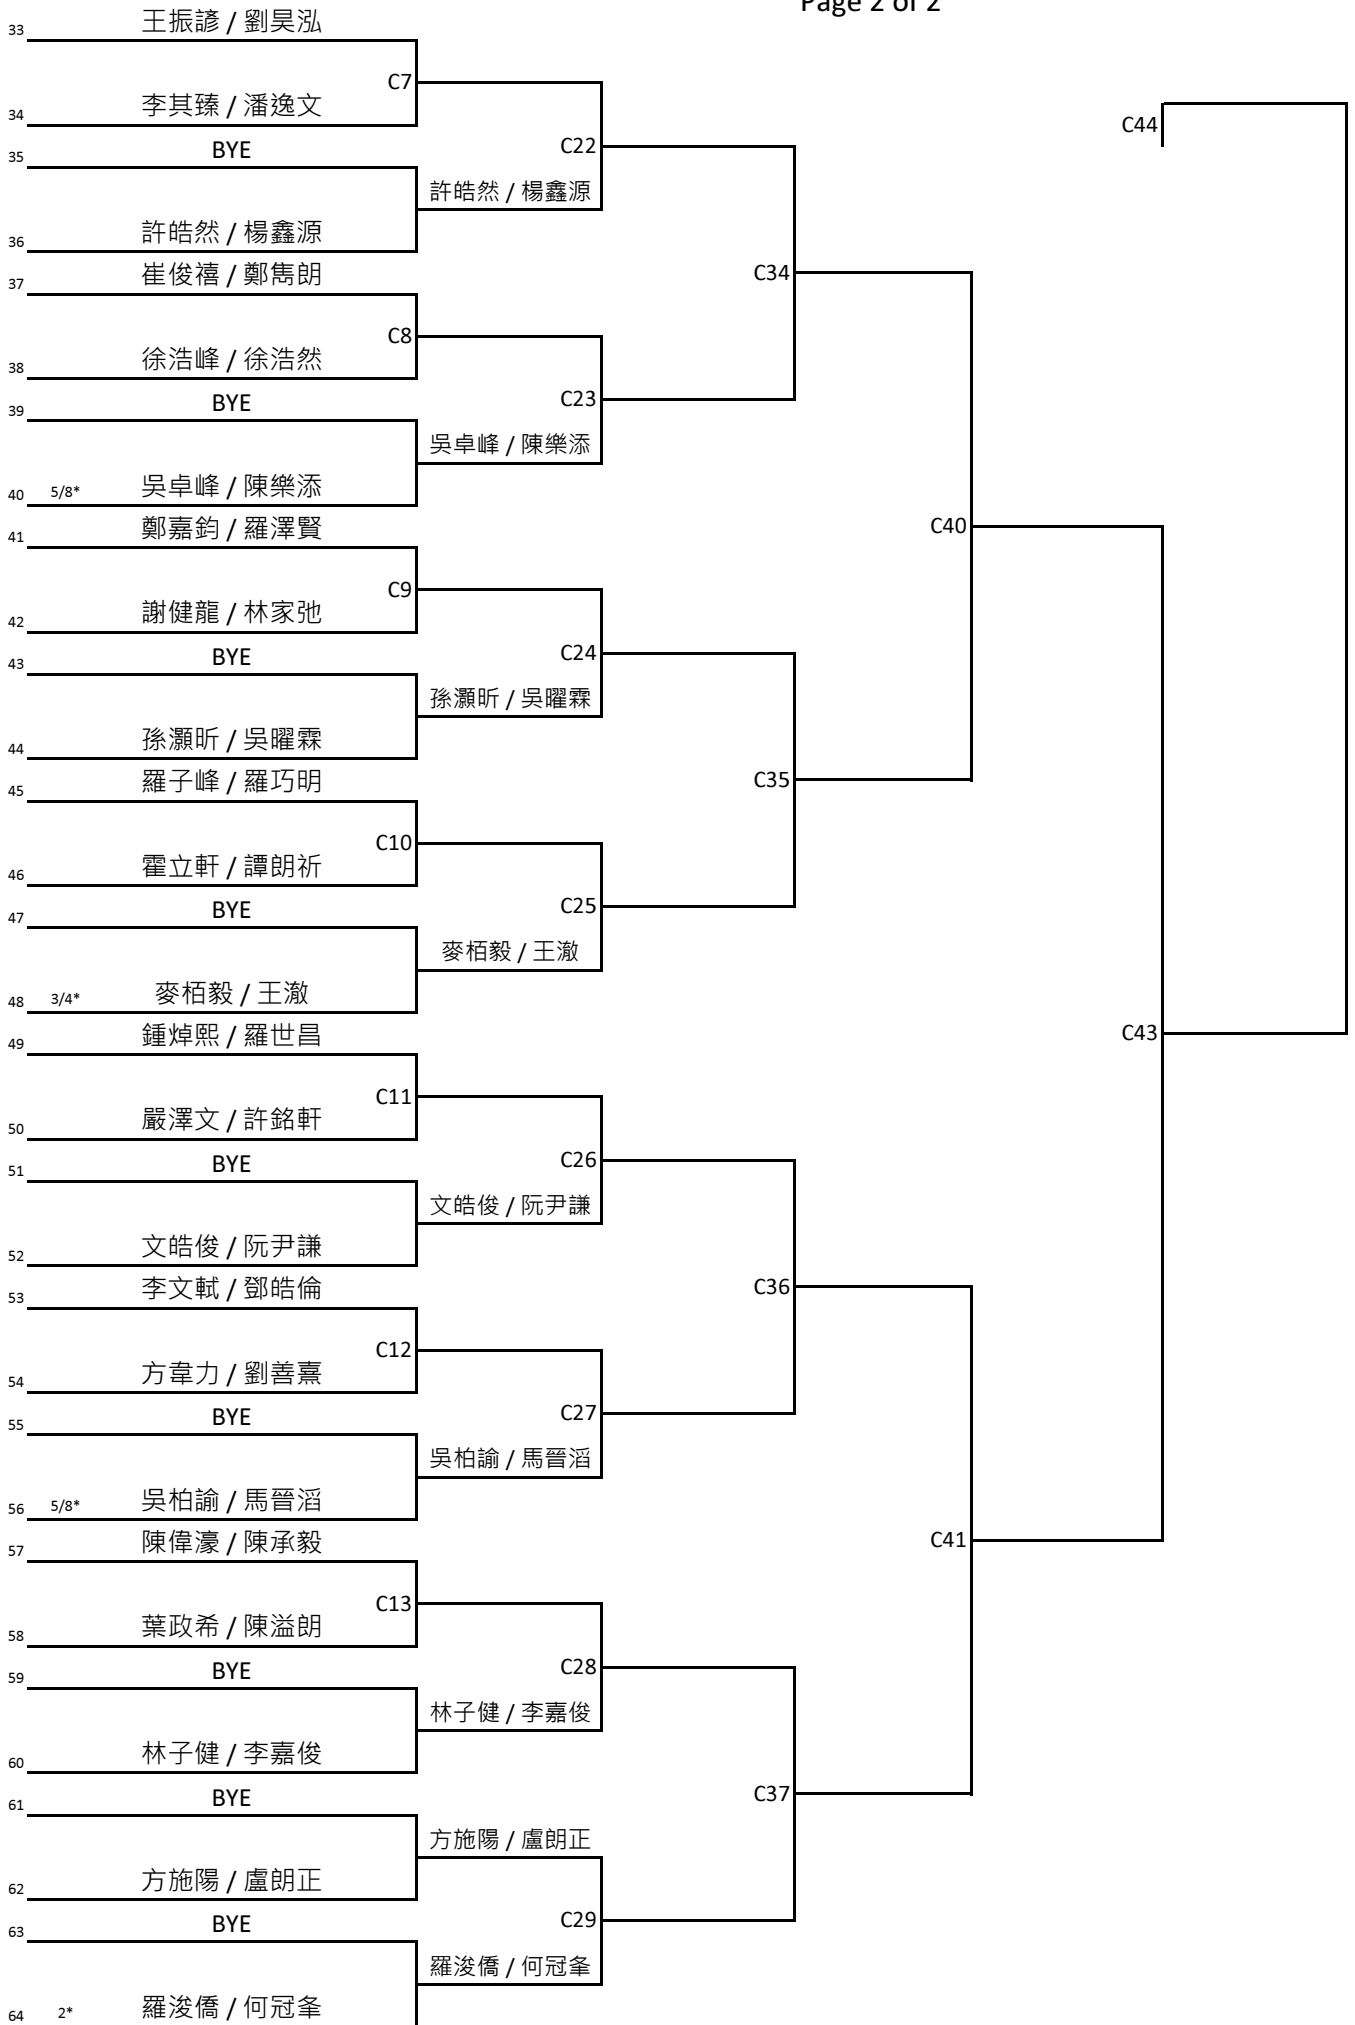 Page 2 of 2
33 王振諺 / 劉昊泓
C7
34 李其臻 / 潘逸文
C44
35 BYE
C22
許皓然 / 楊鑫源
36 許皓然 / 楊鑫源
37 崔俊禧 / 鄭雋朗
C34
C8
38 徐浩峰 / 徐浩然
39 BYE
C23
吳卓峰 / 陳樂添
40 5/8* 吳卓峰 / 陳樂添
41 鄭嘉鈞 / 羅澤賢
C40
C9
42 謝健龍 / 林家弛
43 BYE
C24
孫灝昕 / 吳曜霖
44 孫灝昕 / 吳曜霖
45 羅子峰 / 羅巧明
C35
C10
46 霍立軒 / 譚朗祈
47 BYE
C25
麥栢毅 / 王澈
48 3/4* 麥栢毅 / 王澈
49 鍾焯熙 / 羅世昌
C43
C11
50 嚴澤文 / 許銘軒
51 BYE
C26
文皓俊 / 阮尹謙
52 文皓俊 / 阮尹謙
53 李文軾 / 鄧皓倫
C36
C12
54 方韋力 / 劉善熹
55 BYE
C27
吳柏諭 / 馬晉滔
56 5/8* 吳柏諭 / 馬晉滔
57 陳偉濠 / 陳承毅
C41
C13
58 葉政希 / 陳溢朗
59 BYE
C28
林子健 / 李嘉俊
60 林子健 / 李嘉俊
61 BYE
C37
方施陽 / 盧朗正
62 方施陽 / 盧朗正
63 BYE
C29
羅浚僑 / 何冠夆
64 2* 羅浚僑 / 何冠夆